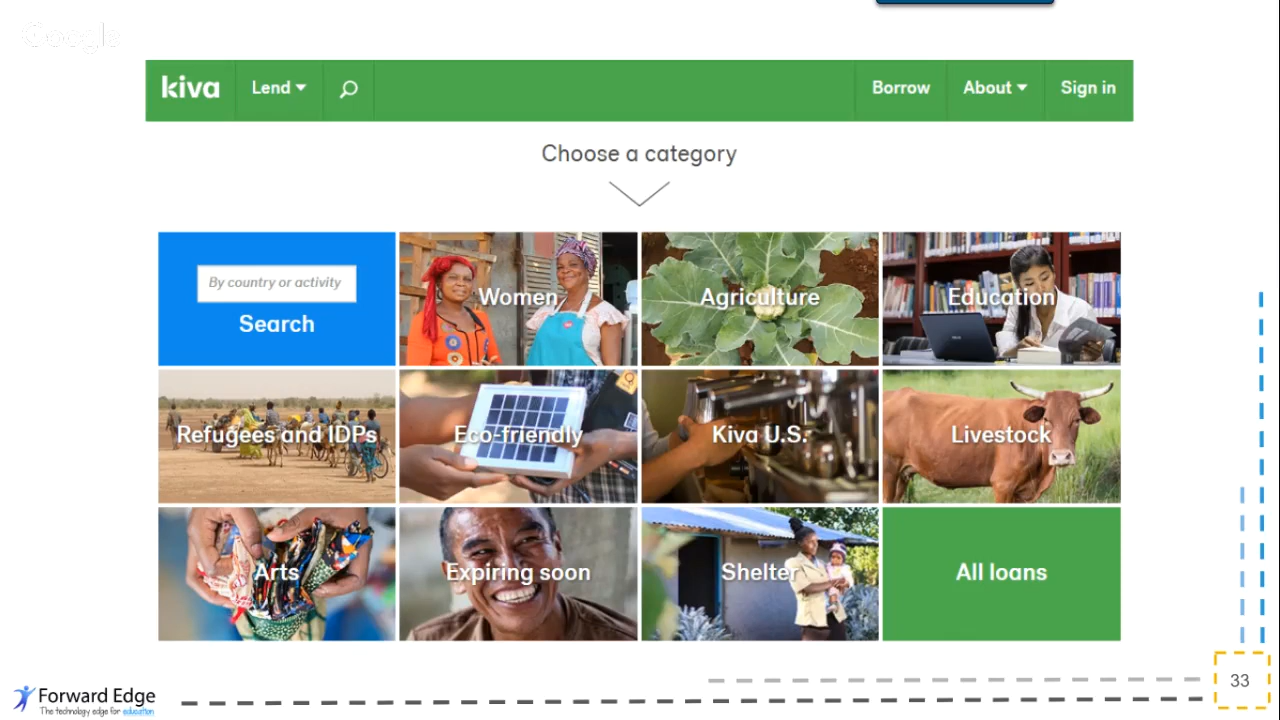 Google
kiva
Lend
Borrow
About
Sign in
Choose a category
By country or activity
Search
Women
Agriculture
Education
Refugees and IDPs
Eco-friendly
Kiva U.S.
Livestock
Arts
Expiring soon
Shelter
All loans
Forward Edge
The technology edge for education
33